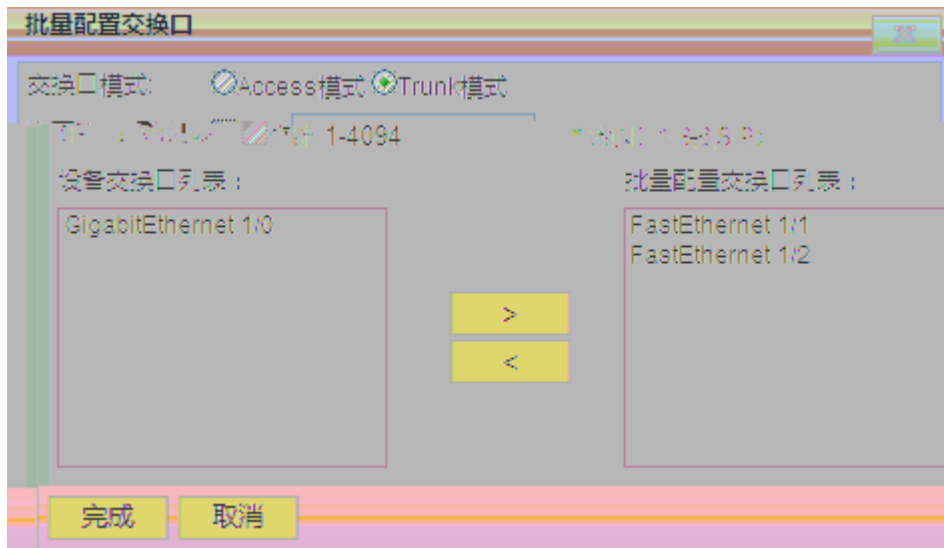 批量配置交换口
交换口模式: Access模式 Trunk模式
1-4094
设备交换口列表: 批量配置交换口列表:
GigabitEthernet 1/0 FastEthernet 1/1
FastEthernet 1/2
>
<
完成 取消